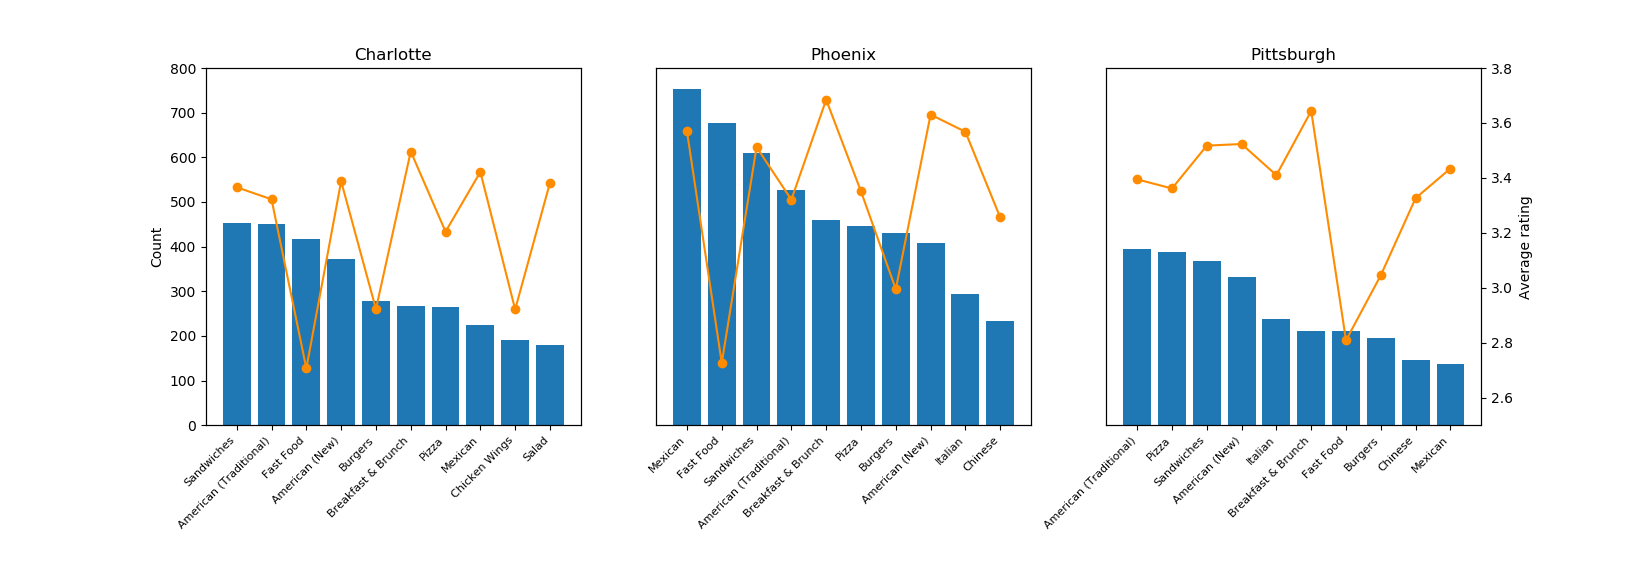 Charlotte
Phoenix
Pittsburgh
Count
800
700
600
500
400
300
200
100
0
Sandwiches
American (Traditional)
Fast Food
American (New)
Burgers
Breakfast & Brunch
Pizza
Mexican
Chicken Wings
Salad
Mexican
Fast Food
Sandwiches
American (Traditional)
Breakfast & Brunch
Pizza
Burgers
American (New)
Italian
Chinese
American (Traditional)
Pizza
Sandwiches
American (New)
Italian
Breakfast & Brunch
Fast Food
Burgers
Chinese
Mexican
3.8
3.6
3.4
3.2
3.0
2.8
2.6
Average rating